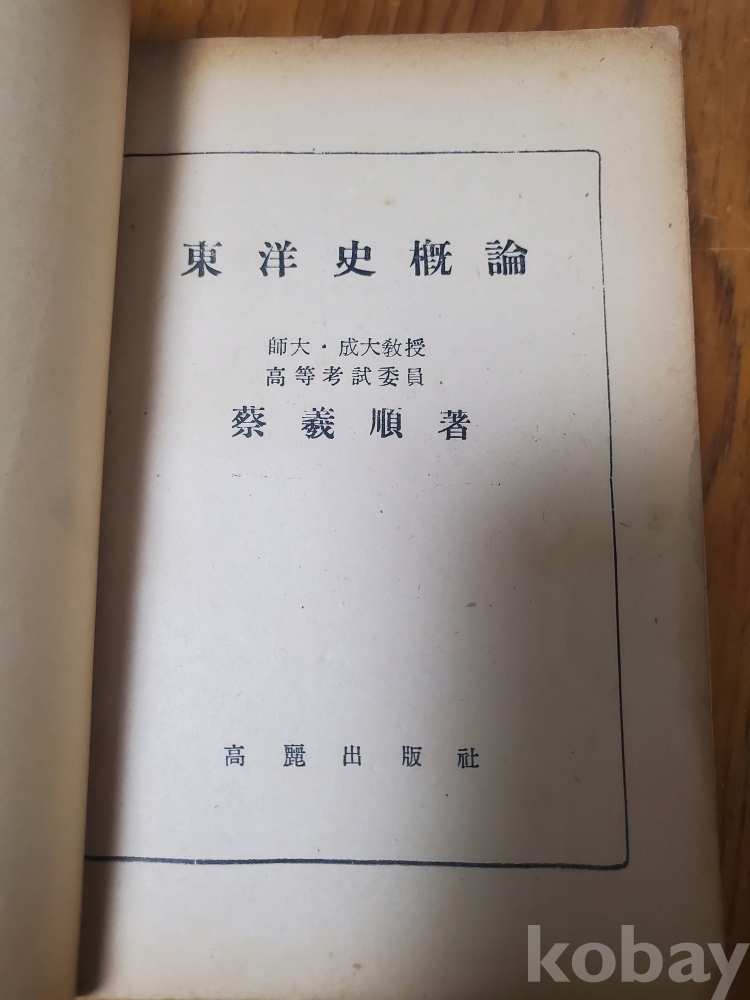 東洋史概論
師大・成大敎授
高等考試委員
蔡羲順著
高麗出版社
kobay